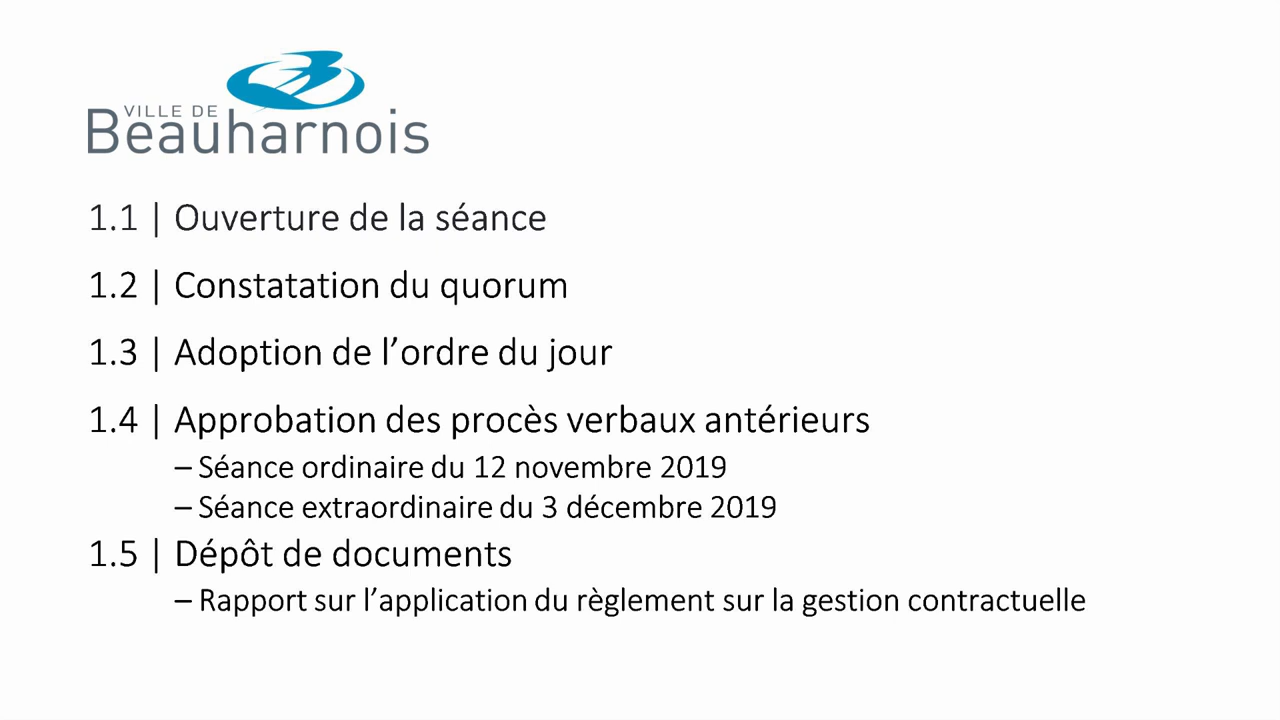 VILLE DE
Beauharnois
1.1 | Ouverture de la séance
1.2 | Constatation du quorum
1.3 | Adoption de l’ordre du jour
1.4 | Approbation des procès verbaux antérieurs
– Séance ordinaire du 12 novembre 2019
– Séance extraordinaire du 3 décembre 2019
1.5 | Dépôt de documents
– Rapport sur l’application du règlement sur la gestion contractuelle